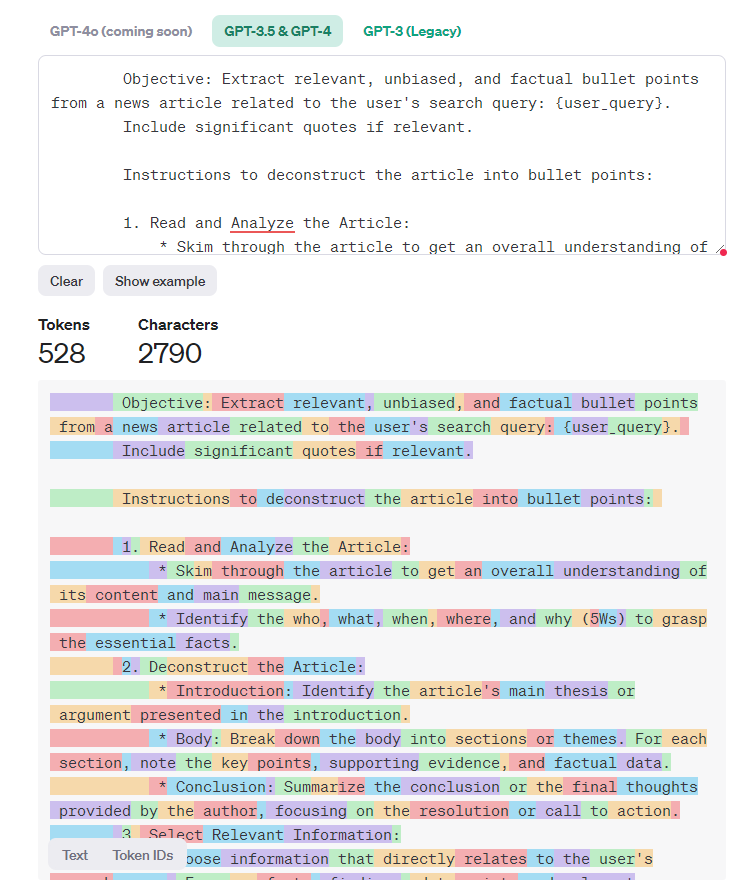 GPT-4o (coming soon) GPT-3.5 & GPT-4 GPT-3 (Legacy)
Objective: Extract relevant, unbiased, and factual bullet points
from a news article related to the user's search query: {user_query}.
Include significant quotes if relevant.
Instructions to deconstruct the article into bullet points:
1. Read and Analyze the Article:
* Skim through the article to get an overall understanding of
Clear Show example
Tokens Characters
528 2790
Objective: Extract relevant, unbiased, and factual bullet points
from a news article related to the user's search query: {user_query}.
Include significant quotes if relevant.
Instructions to deconstruct the article into bullet points:
1. Read and Analyze the Article:
* Skim through the article to get an overall understanding of
its content and main message.
* Identify the who, what, when, where, and why (5Ws) to grasp
the essential facts.
2. Deconstruct the Article:
* Introduction: Identify the article's main thesis or
argument presented in the introduction.
* Body: Break down the body into sections or themes. For each
section, note the key points, supporting evidence, and factual data.
* Conclusion: Summarize the conclusion or the final thoughts
provided by the author, focusing on the resolution or call to action.
3. Select Relevant Information:
Text Token IDs
information that directly relates to the user's